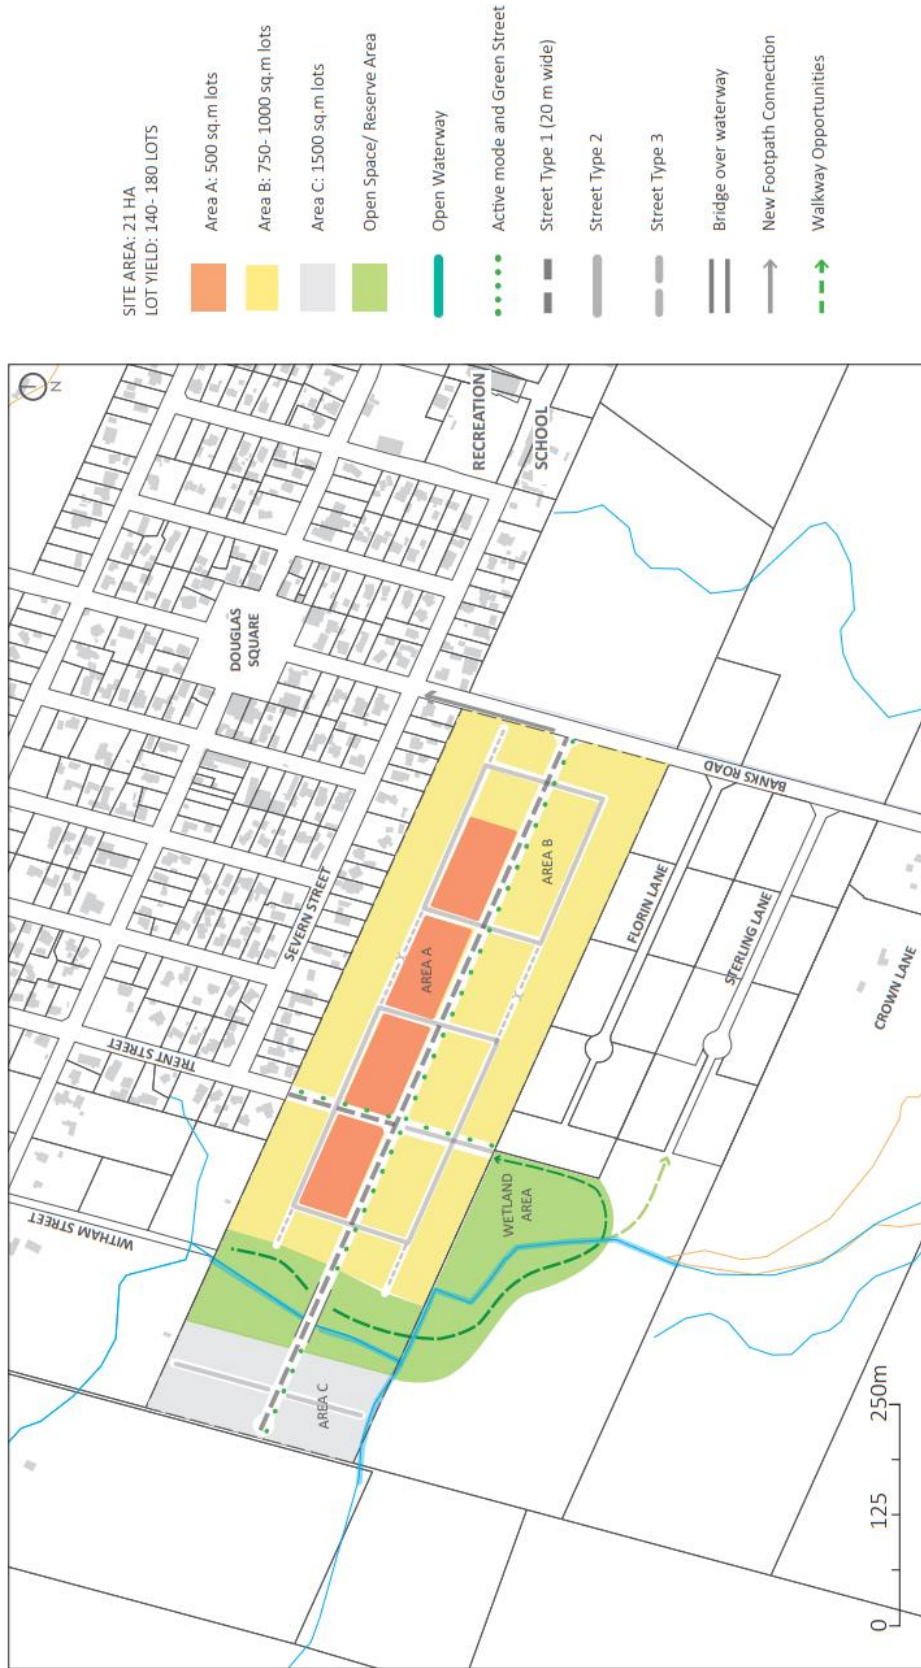 SITE AREA: 21 HA
LOT YIELD: 140- 180 LOTS
Area A: 500 sq.m lots
Area B: 750- 1000 sq.m lots
Area C: 1500 sq.m lots
Open Space/ Reserve Area
Open Waterway
Active mode and Green Street
Street Type 1 (20 m wide)
Street Type 2
Street Type 3
Bridge over waterway
New Footpath Connection
Walkway Opportunities
N
RECREATION
SCHOOL
DOUGLAS
SQUARE
SEVERN STREET
TRENT STREET
WITHAM STREET
BANKS ROAD
AREA A
AREA B
AREA C
WETLAND
AREA
FLORIN LANE
STERLING LANE
CROWN LANE
0
125
250m